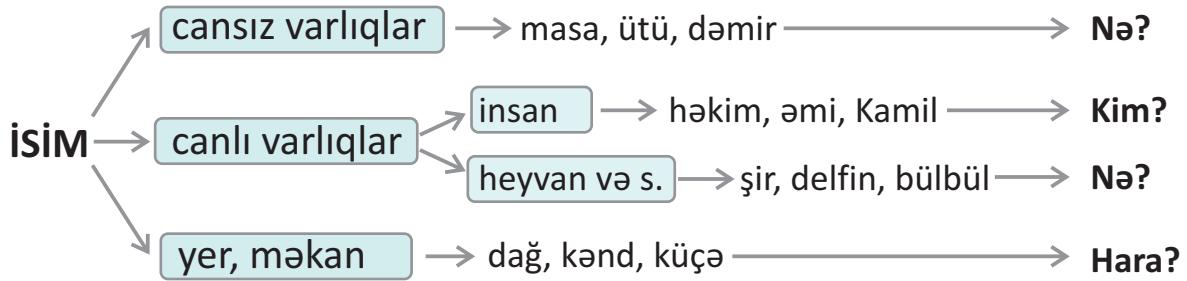 cansız varlıqlar masa, ütü, dəmir Nə?
insan həkim, əmi, Kamil Kim?
İSİM canlı varlıqlar
heyvan və s. şir, delfin, bülbül Nə?
yer, məkan dağ, kənd, küçə Hara?